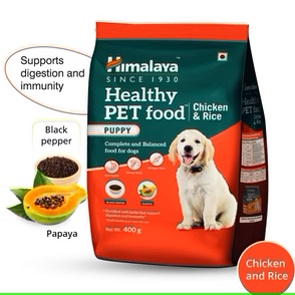 Supports
digestion and
immunity
Black
pepper
Papaya
Himalaya
SINCE 1930
Healthy
PET food
Chicken
& Rice
PUPPY
Complete and Balanced
food for dogs
Net wt. 400 g
Chicken
and Rice